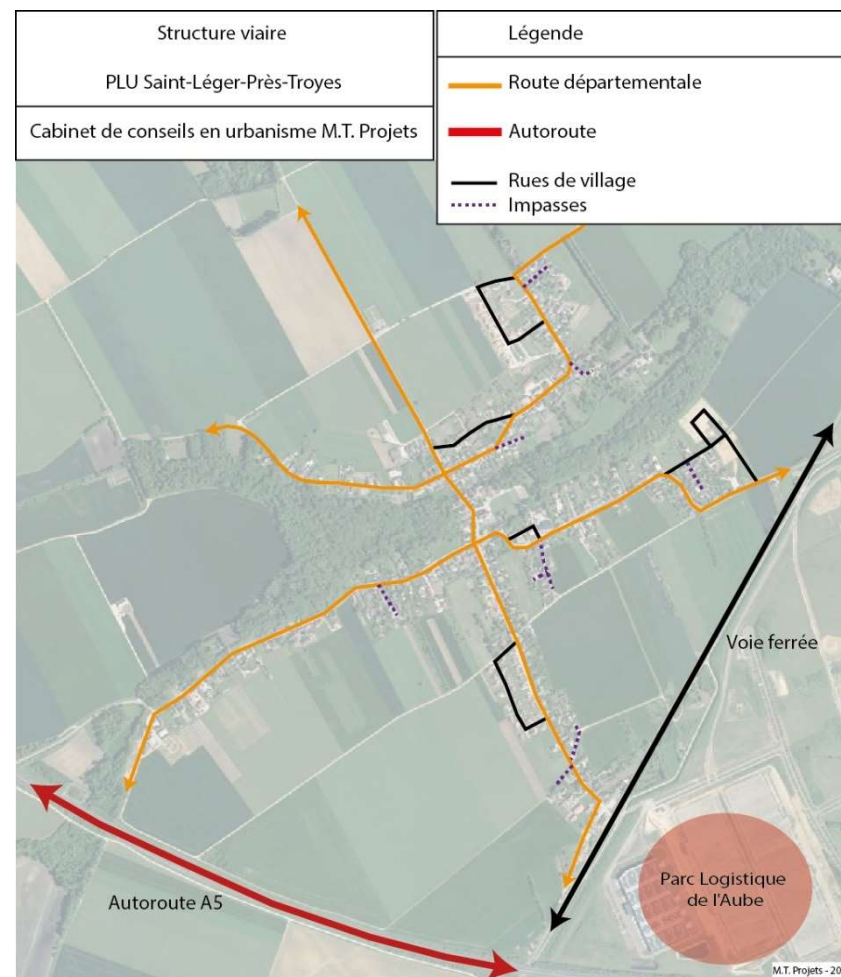 Structure viaire
PLU Saint-Léger-Près-Troyes
Cabinet de conseils en urbanisme M.T. Projets
Légende
Route départementale
Autoroute
Rues de village
Impasses
Voie ferrée
Parc Logistique
de l'Aube
Autoroute A5
M.T. Projets - 20